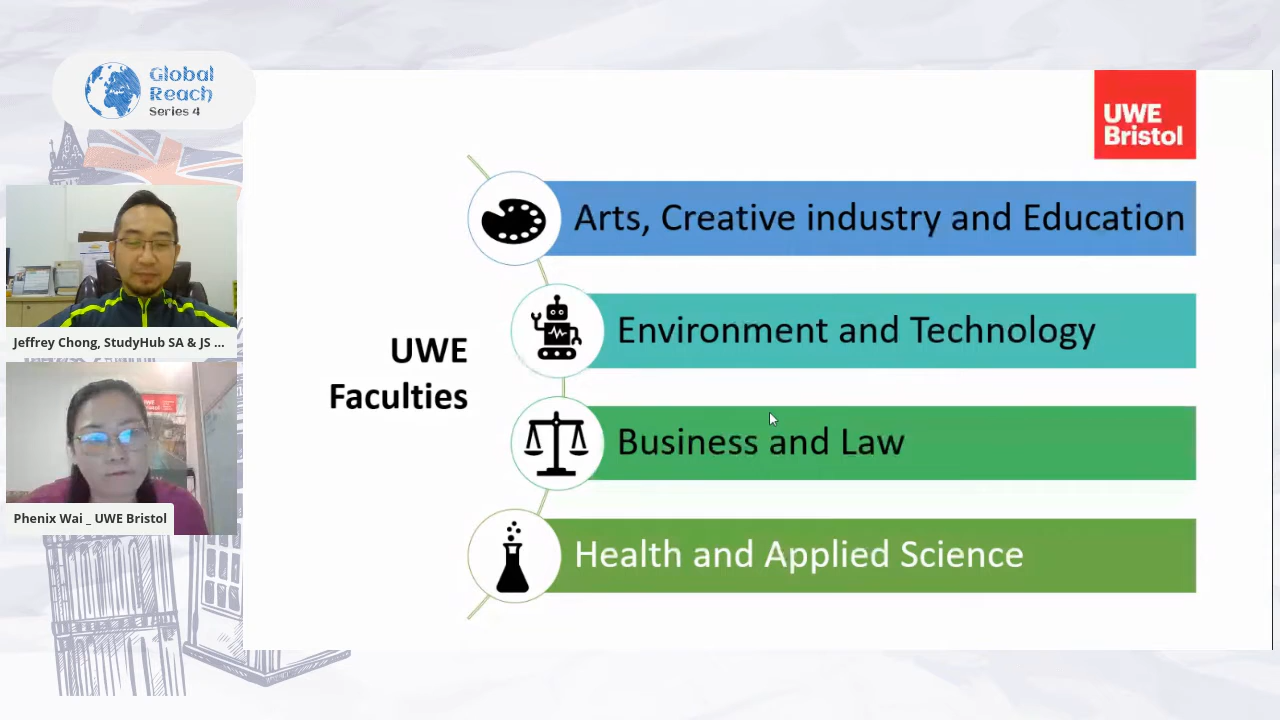 Global
Reach
Series 4
UWE
Bristol
Arts, Creative industry and Education
Environment and Technology
UWE
Faculties
Business and Law
Health and Applied Science
Jeffrey Chong, StudyHub SA & JS ...
Phenix Wai _ UWE Bristol